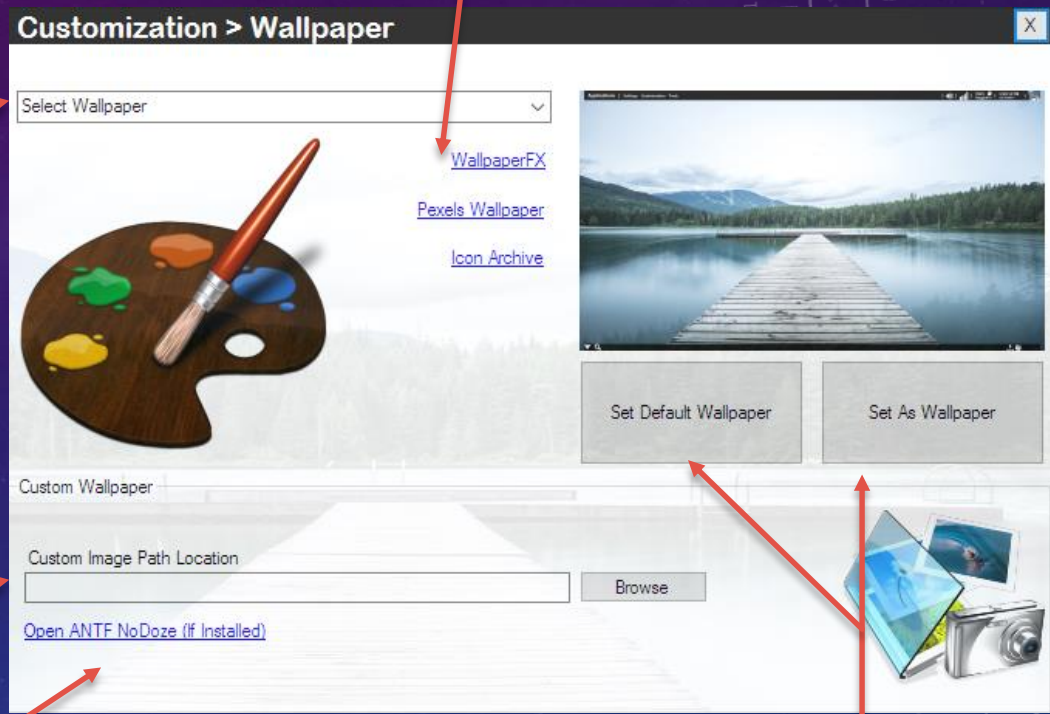 Customization > Wallpaper
X
Select Wallpaper
WallpaperFX
Pexels Wallpaper
Icon Archive
Set Default Wallpaper
Set As Wallpaper
Custom Wallpaper
Custom Image Path Location
Browse
Open ANTF NoDoze (If Installed)